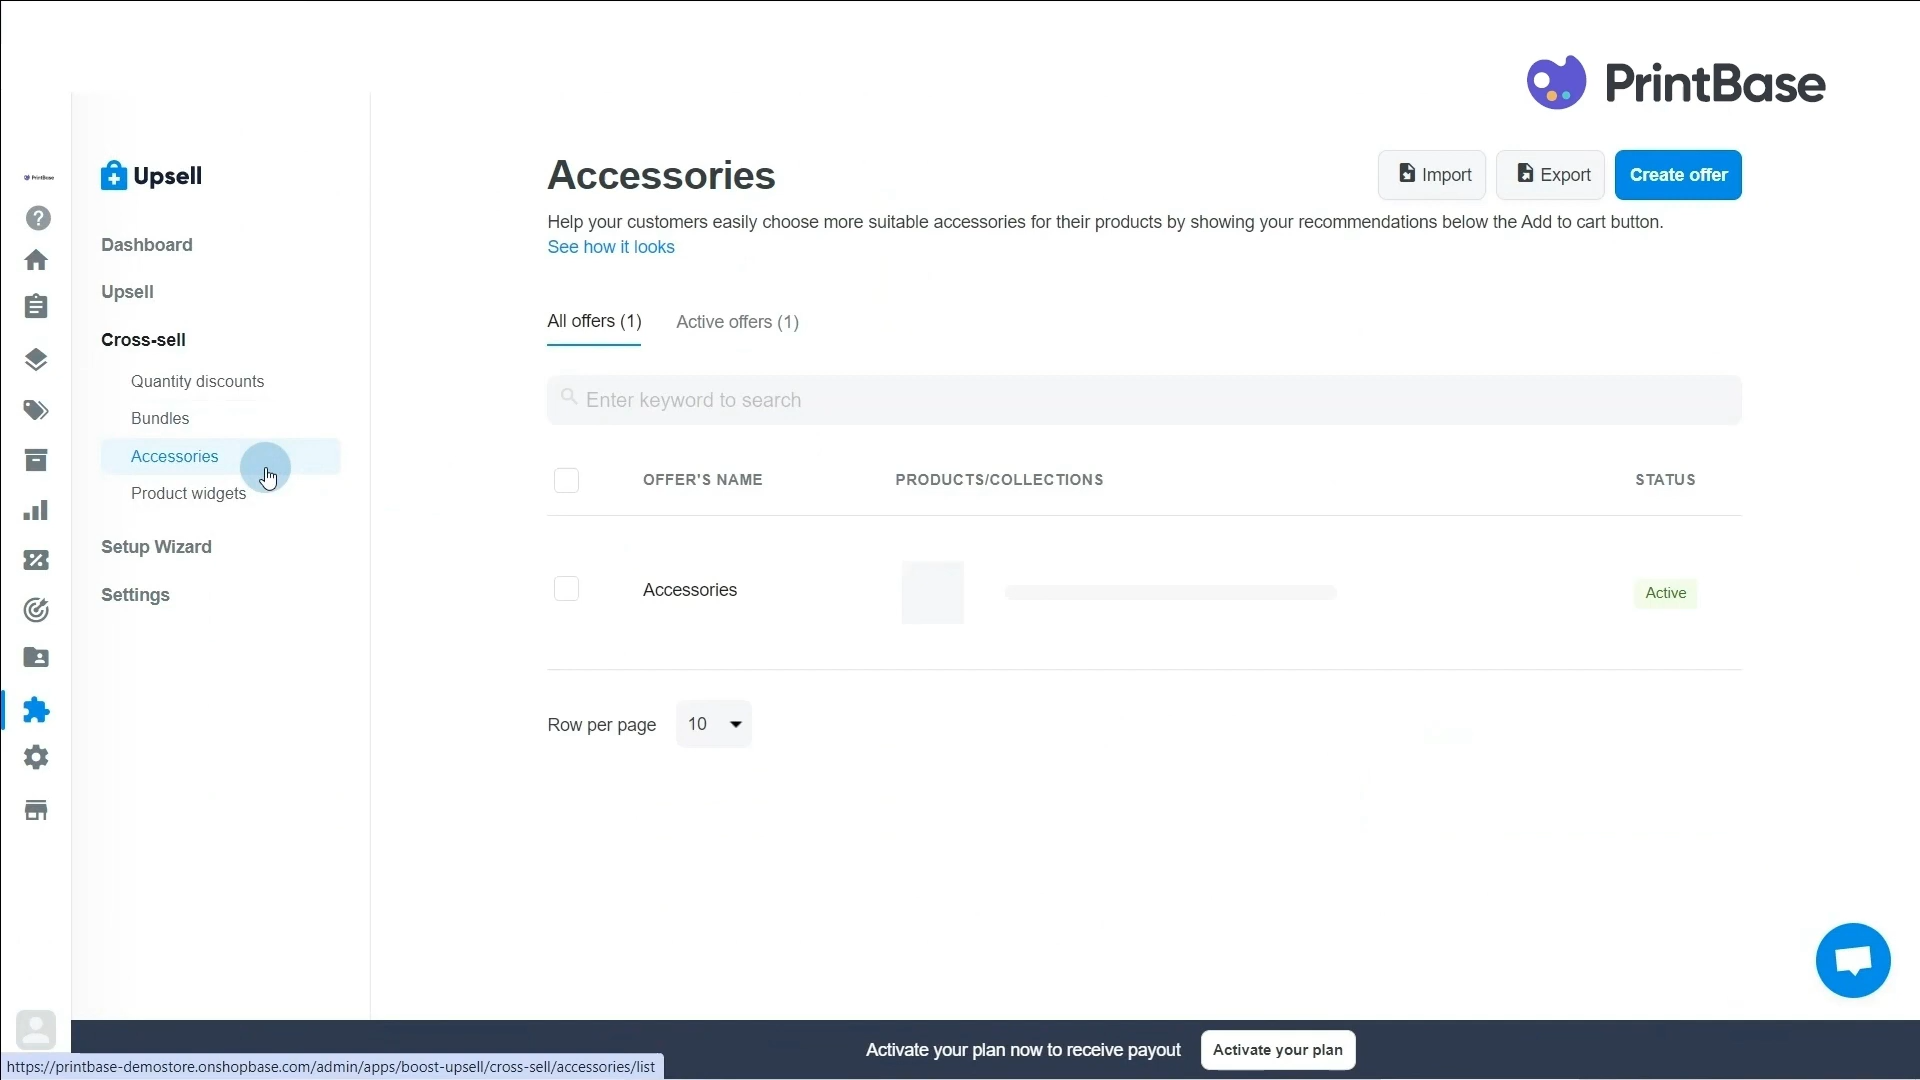 PrintBase
PrintBase
Upsell
Dashboard
Upsell
Cross-sell
Quantity discounts
Bundles
Accessories
Product widgets
Setup Wizard
Settings
Accessories
Import
Export
Create offer
Help your customers easily choose more suitable accessories for their products by showing your recommendations below the Add to cart button.
See how it looks
All offers (1)
Active offers (1)
Enter keyword to search
OFFER'S NAME
PRODUCTS/COLLECTIONS
STATUS
Accessories
Active
Row per page
10
Activate your plan now to receive payout
Activate your plan
https://printbase-demostore.onshopbase.com/admin/apps/boost-upsell/cross-sell/accessories/list